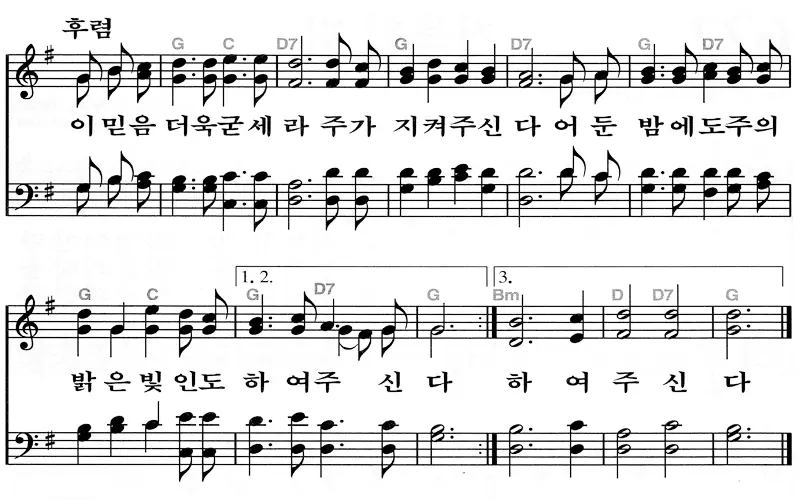 후렴
G C D7 G D7 G D7
이 믿음 더욱굳세 라 주가 지켜주신 다 어 둔 밤에도주의
1. 2. 3.
G C G D7 G Bm D D7 G
밝 은 빛 인도 하 여주 신 다 하 여 주 신 다